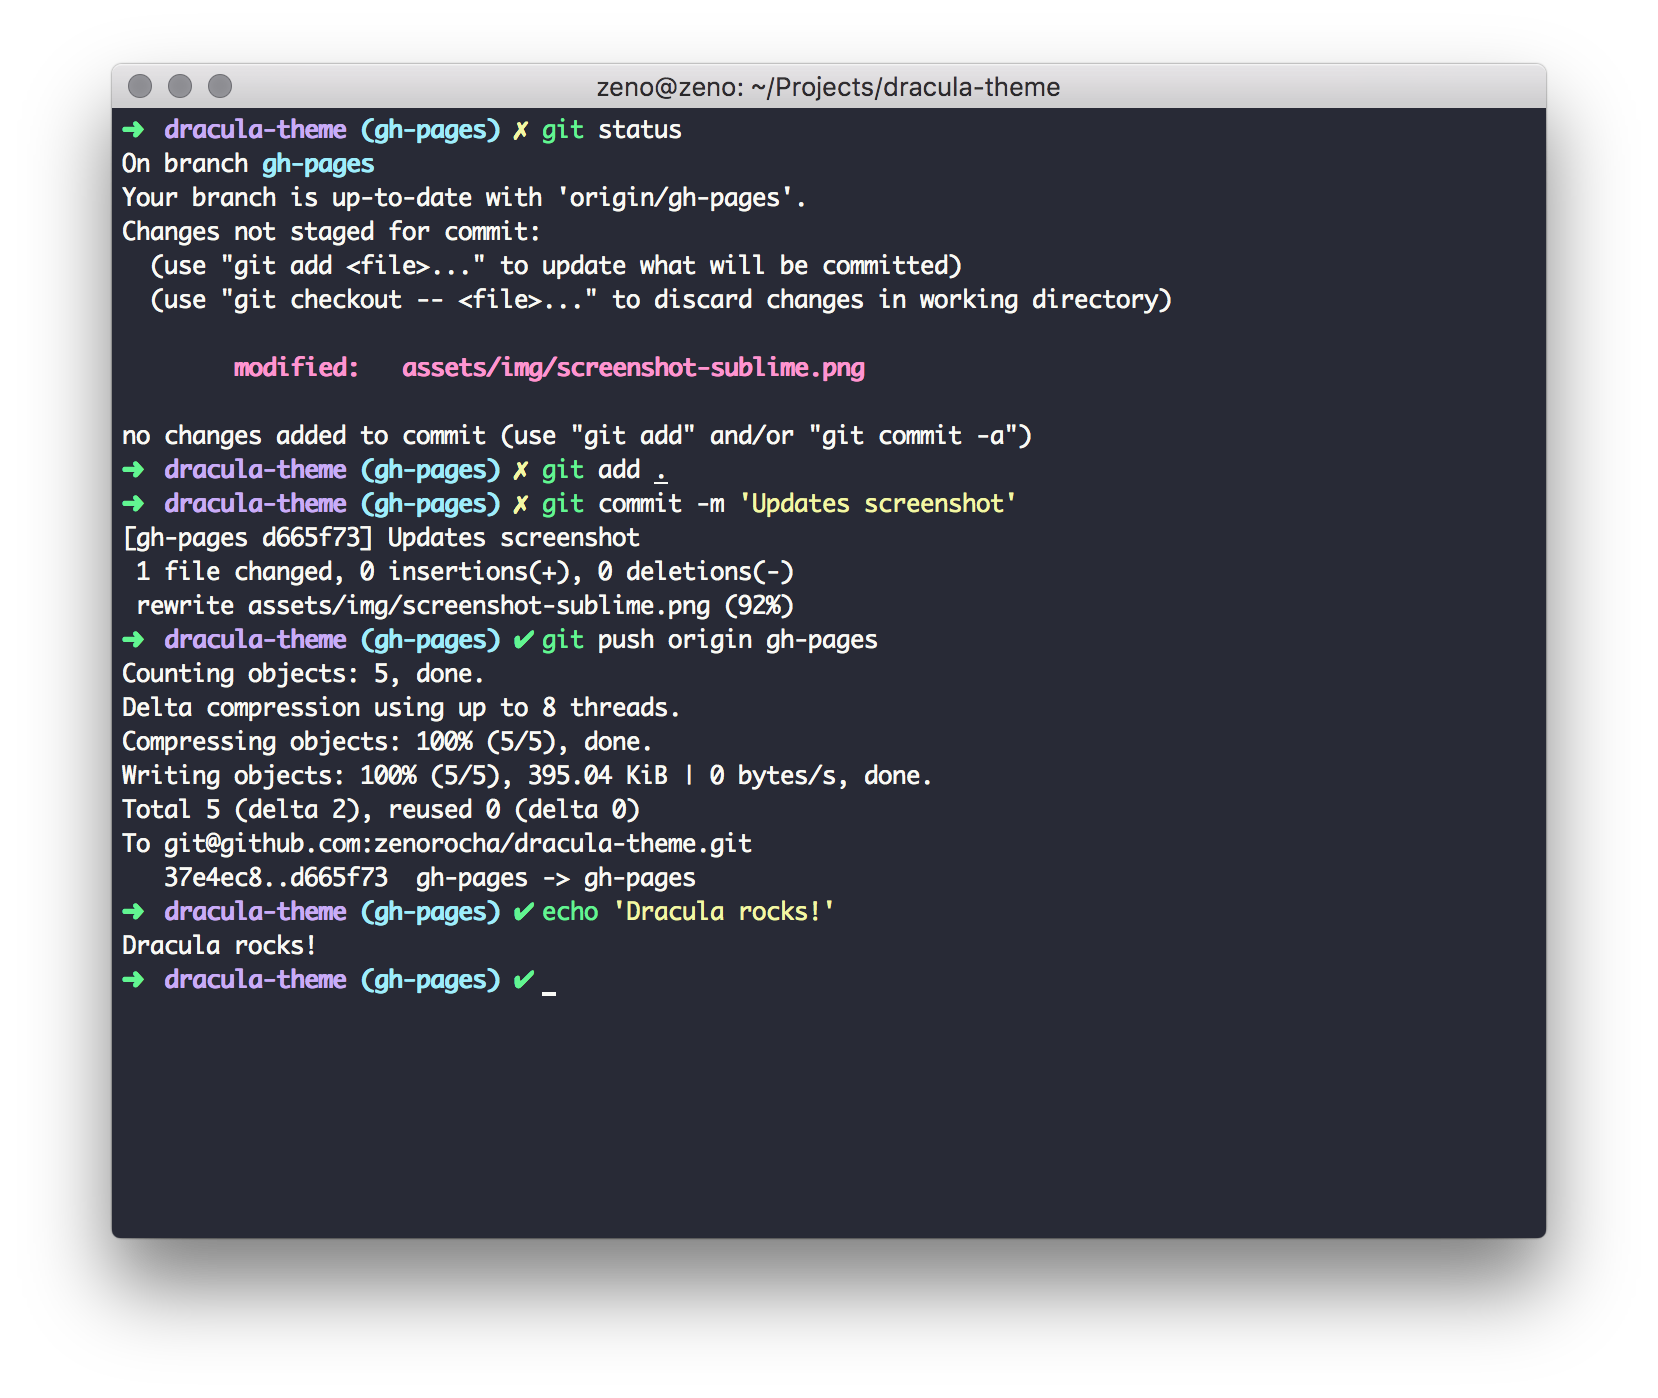 zeno@zeno: ~/Projects/dracula-theme
➜  dracula-theme (gh-pages) ✗ git status
On branch gh-pages
Your branch is up-to-date with 'origin/gh-pages'.
Changes not staged for commit:
  (use "git add <file>..." to update what will be committed)
  (use "git checkout -- <file>..." to discard changes in working directory)
        modified:   assets/img/screenshot-sublime.png
no changes added to commit (use "git add" and/or "git commit -a")
➜  dracula-theme (gh-pages) ✗ git add .
➜  dracula-theme (gh-pages) ✗ git commit -m 'Updates screenshot'
[gh-pages d665f73] Updates screenshot
 1 file changed, 0 insertions(+), 0 deletions(-)
 rewrite assets/img/screenshot-sublime.png (92%)
➜  dracula-theme (gh-pages) ✔ git push origin gh-pages
Counting objects: 5, done.
Delta compression using up to 8 threads.
Compressing objects: 100% (5/5), done.
Writing objects: 100% (5/5), 395.04 KiB | 0 bytes/s, done.
Total 5 (delta 2), reused 0 (delta 0)
To git@github.com:zenorocha/dracula-theme.git
   37e4ec8..d665f73  gh-pages -> gh-pages
➜  dracula-theme (gh-pages) ✔ echo 'Dracula rocks!'
Dracula rocks!
➜  dracula-theme (gh-pages) ✔ _